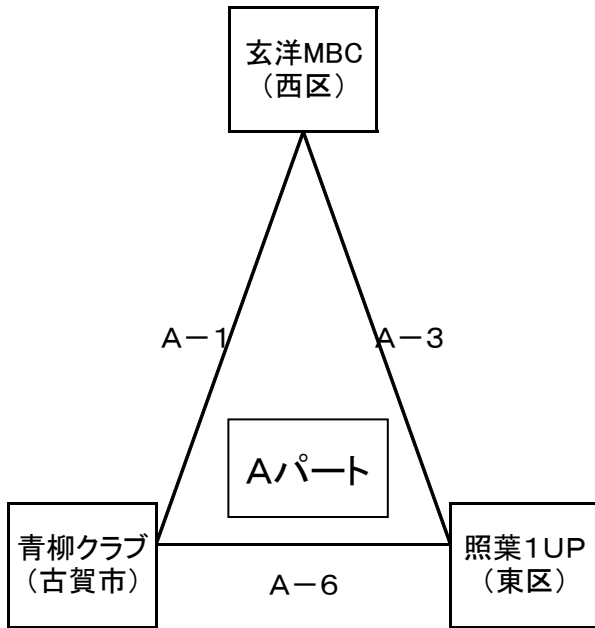 玄洋MBC
（西区）
A－1
A－3
Aパート
青柳クラブ
（古賀市）
照葉1UP
（東区）
A－6